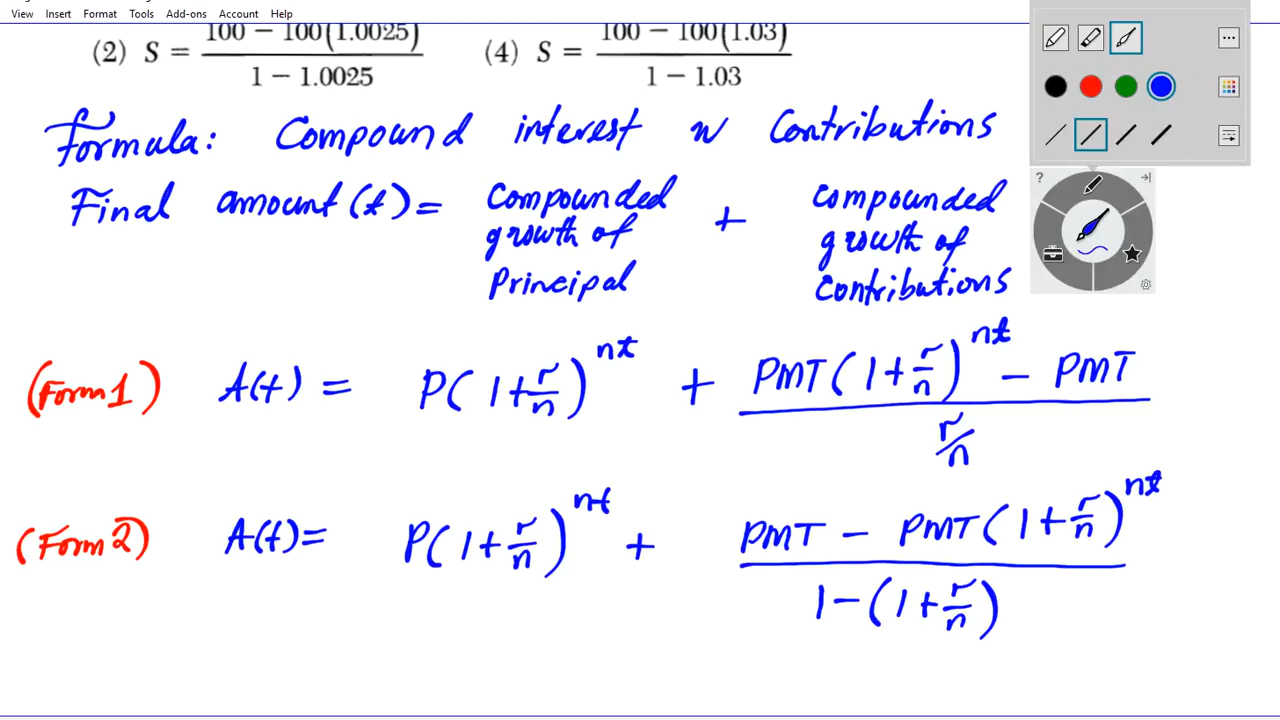 View Insert Format Tools Add-ons Account Help
(2) S = (100 − 100(1.0025))/(1 − 1.0025) (4) S = (100 − 100(1.03))/(1 − 1.03)
Formula: Compound interest w Contributions
Final amount(t) = compounded growth of Principal + compounded growth of contributions
(Form 1) A(t) = P(1+r/n)^nt + (PMT(1+r/n)^nt − PMT)/(r/n)
(Form 2) A(t) = P(1+r/n)^nt + (PMT − PMT(1+r/n)^nt)/(1−(1+r/n))
?